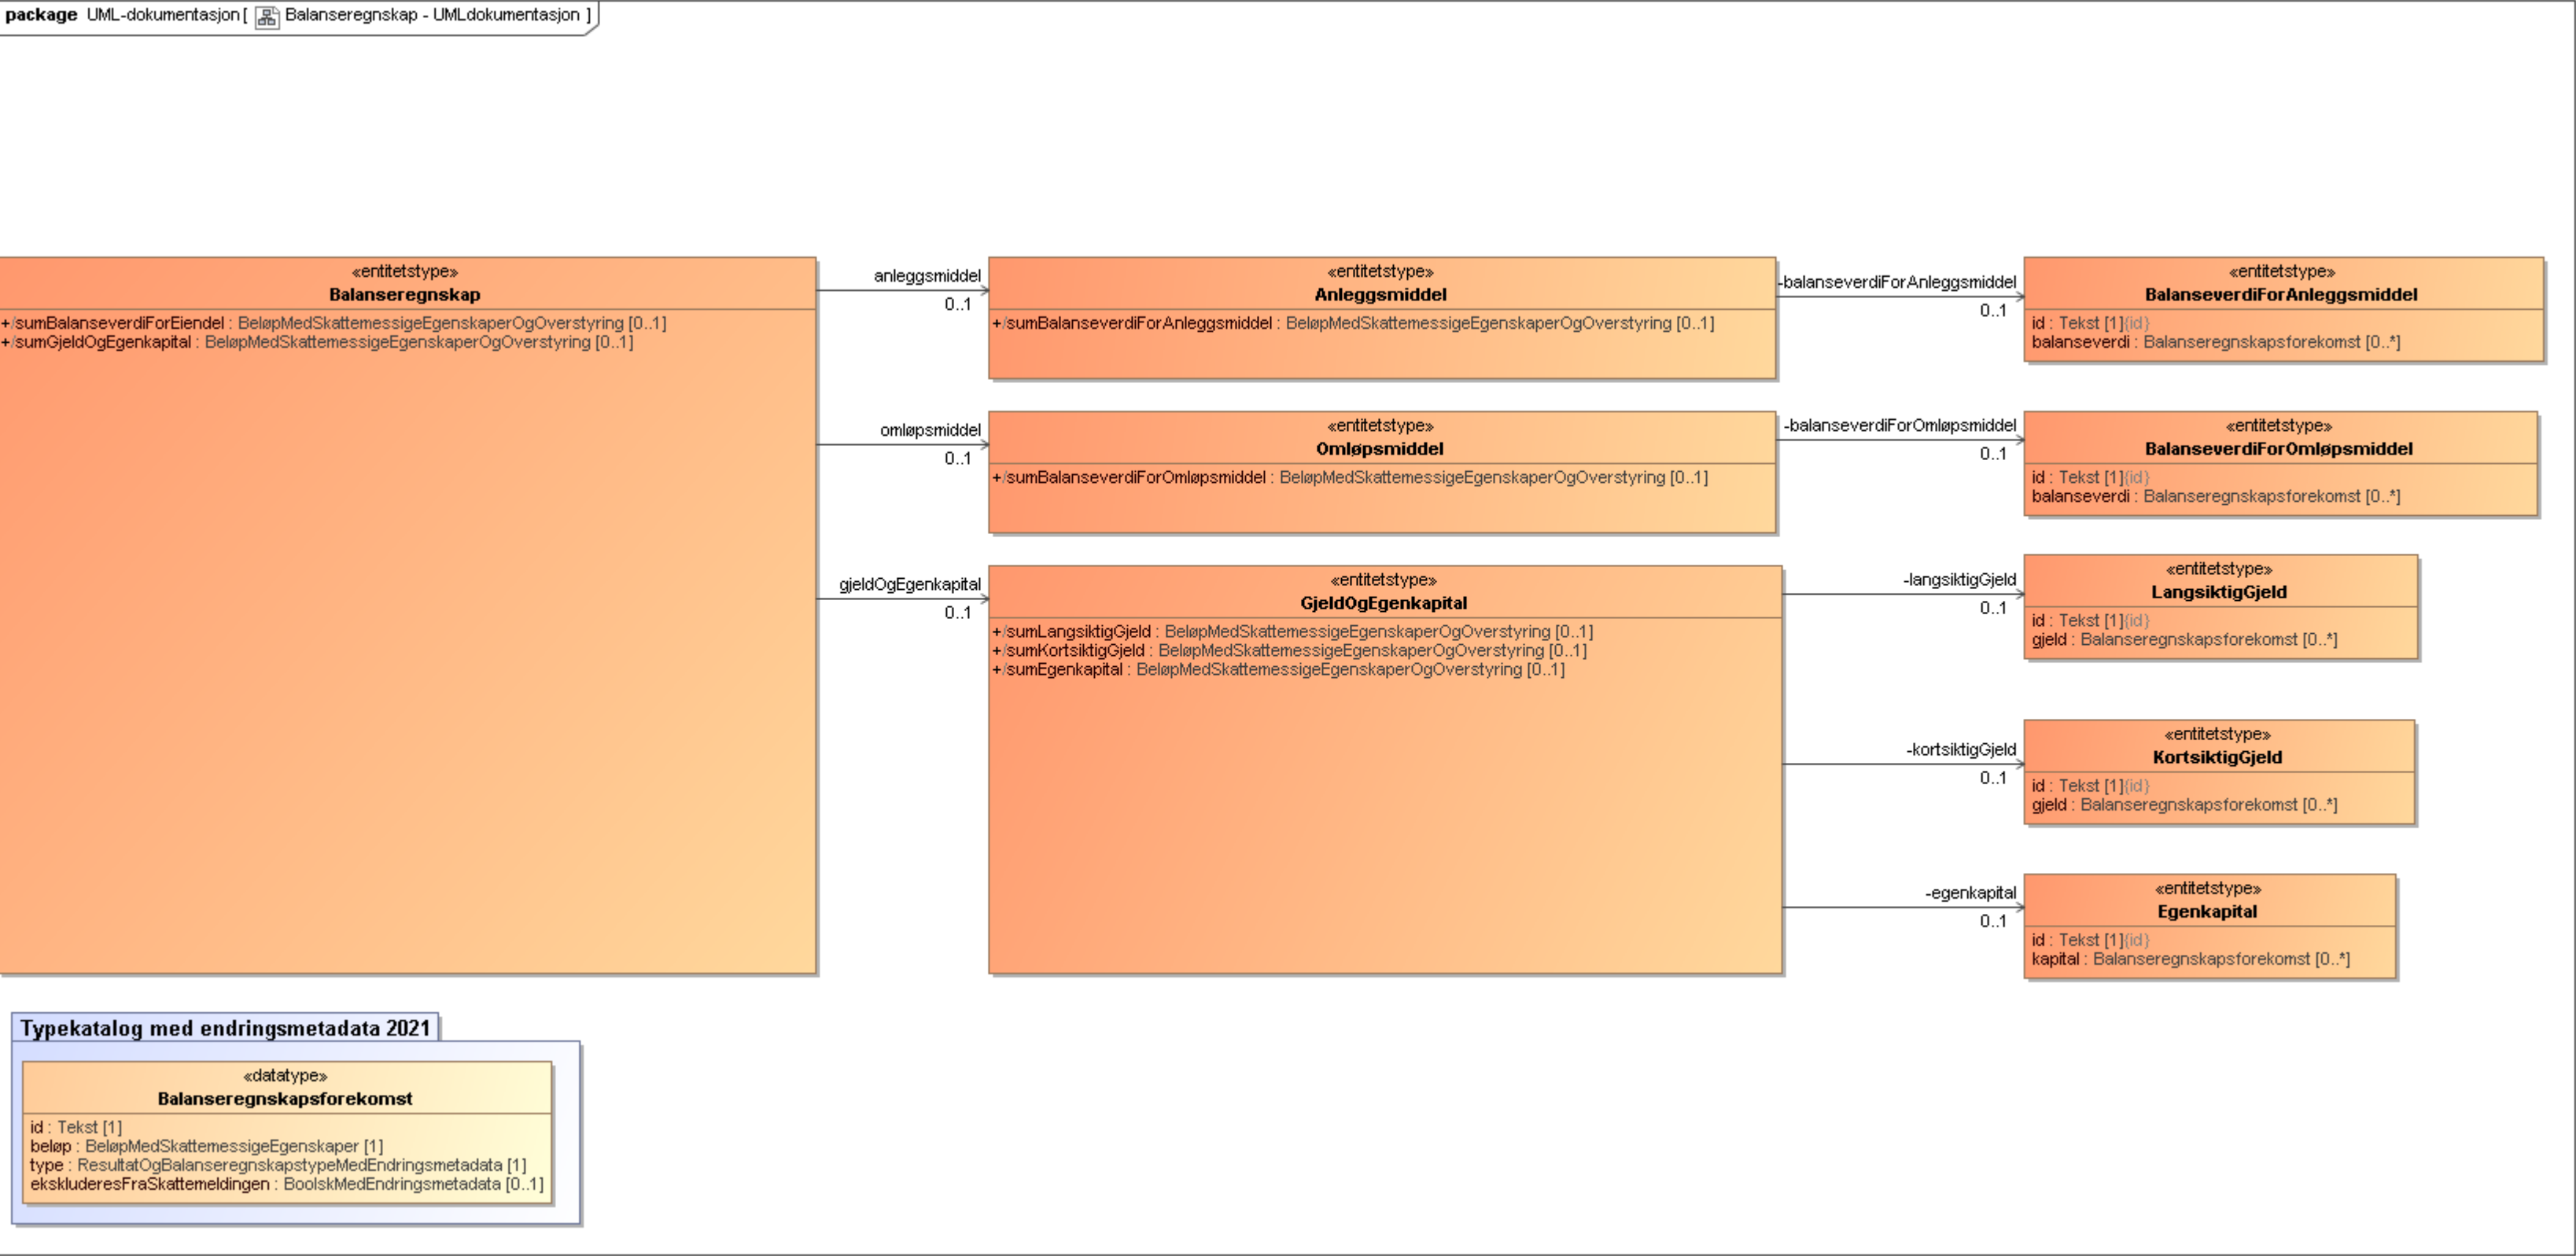 package UML-dokumentasjon[ Balanseregnskap - UMLdokumentasjon ]
«entitetstype»
Balanseregnskap
+/sumBalanseverdiForEiendel : BeløpMedSkattemessigeEgenskaperOgOverstyring [0..1]
+/sumGjeldOgEgenkapital : BeløpMedSkattemessigeEgenskaperOgOverstyring [0..1]
anleggsmiddel
0..1
«entitetstype»
Anleggsmiddel
+/sumBalanseverdiForAnleggsmiddel : BeløpMedSkattemessigeEgenskaperOgOverstyring [0..1]
-balanseverdiForAnleggsmiddel
0..1
«entitetstype»
BalanseverdiForAnleggsmiddel
id : Tekst [1]{id}
balanseverdi : Balanseregnskapsforekomst [0..*]
omløpsmiddel
0..1
«entitetstype»
Omløpsmiddel
+/sumBalanseverdiForOmløpsmiddel : BeløpMedSkattemessigeEgenskaperOgOverstyring [0..1]
-balanseverdiForOmløpsmiddel
0..1
«entitetstype»
BalanseverdiForOmløpsmiddel
id : Tekst [1]{id}
balanseverdi : Balanseregnskapsforekomst [0..*]
gjeldOgEgenkapital
0..1
«entitetstype»
GjeldOgEgenkapital
+/sumLangsiktigGjeld : BeløpMedSkattemessigeEgenskaperOgOverstyring [0..1]
+/sumKortsiktigGjeld : BeløpMedSkattemessigeEgenskaperOgOverstyring [0..1]
+/sumEgenkapital : BeløpMedSkattemessigeEgenskaperOgOverstyring [0..1]
-langsiktigGjeld
0..1
«entitetstype»
LangsiktigGjeld
id : Tekst [1]{id}
gjeld : Balanseregnskapsforekomst [0..*]
-kortsiktigGjeld
0..1
«entitetstype»
KortsiktigGjeld
id : Tekst [1]{id}
gjeld : Balanseregnskapsforekomst [0..*]
-egenkapital
0..1
«entitetstype»
Egenkapital
id : Tekst [1]{id}
kapital : Balanseregnskapsforekomst [0..*]
Typekatalog med endringsmetadata 2021
«datatype»
Balanseregnskapsforekomst
id : Tekst [1]
beløp : BeløpMedSkattemessigeEgenskaper [1]
type : ResultatOgBalanseregnskapstypeMedEndringsmetadata [1]
ekskluderesFraSkattemeldingen : BoolskMedEndringsmetadata [0..1]